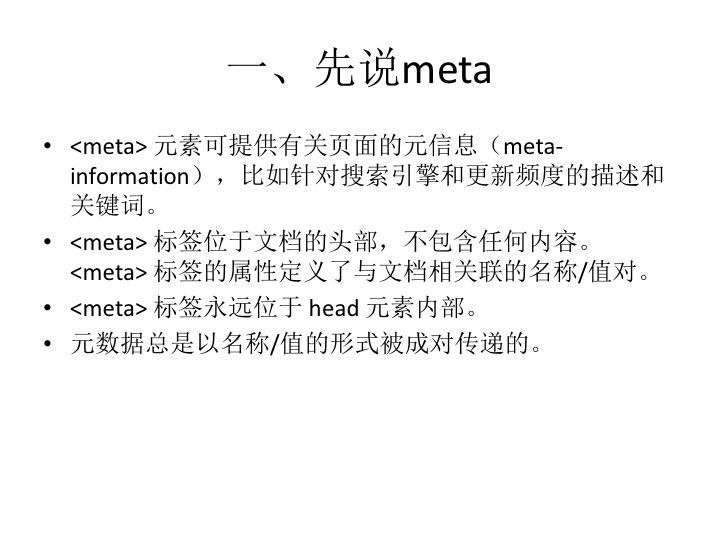 一、先说meta
• <meta> 元素可提供有关页面的元信息（meta-
information），比如针对搜索引擎和更新频度的描述和
关键词。
• <meta> 标签位于文档的头部，不包含任何内容。
<meta> 标签的属性定义了与文档相关联的名称/值对。
• <meta> 标签永远位于 head 元素内部。
• 元数据总是以名称/值的形式被成对传递的。